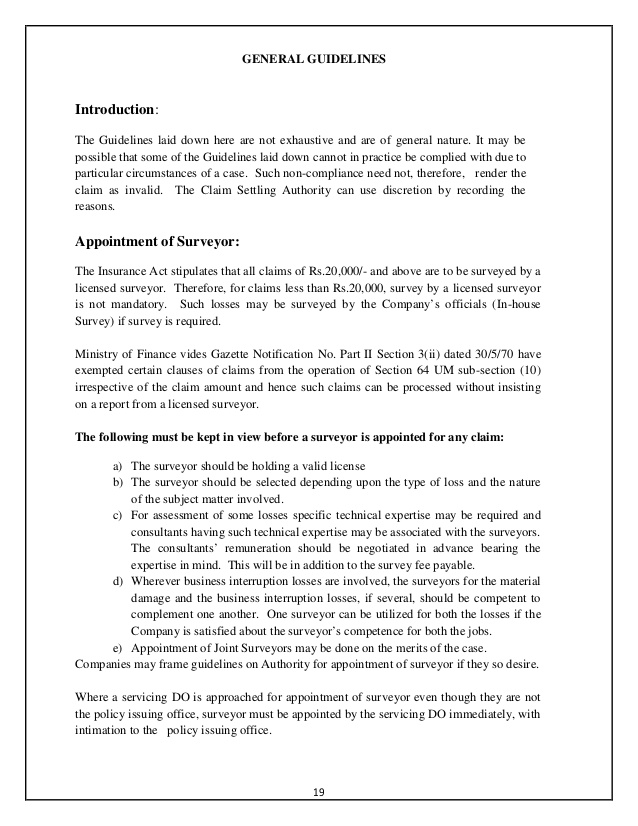 GENERAL GUIDELINES
Introduction:
The Guidelines laid down here are not exhaustive and are of general nature. It may be
possible that some of the Guidelines laid down cannot in practice be complied with due to
particular circumstances of a case. Such non-compliance need not, therefore, render the
claim as invalid. The Claim Settling Authority can use discretion by recording the
reasons.
Appointment of Surveyor:
The Insurance Act stipulates that all claims of Rs.20,000/- and above are to be surveyed by a
licensed surveyor. Therefore, for claims less than Rs.20,000, survey by a licensed surveyor
is not mandatory. Such losses may be surveyed by the Company’s officials (In-house
Survey) if survey is required.
Ministry of Finance vides Gazette Notification No. Part II Section 3(ii) dated 30/5/70 have
exempted certain clauses of claims from the operation of Section 64 UM sub-section (10)
irrespective of the claim amount and hence such claims can be processed without insisting
on a report from a licensed surveyor.
The following must be kept in view before a surveyor is appointed for any claim:
a) The surveyor should be holding a valid license
b) The surveyor should be selected depending upon the type of loss and the nature
of the subject matter involved.
c) For assessment of some losses specific technical expertise may be required and
consultants having such technical expertise may be associated with the surveyors.
The consultants’ remuneration should be negotiated in advance bearing the
expertise in mind. This will be in addition to the survey fee payable.
d) Wherever business interruption losses are involved, the surveyors for the material
damage and the business interruption losses, if several, should be competent to
complement one another. One surveyor can be utilized for both the losses if the
Company is satisfied about the surveyor’s competence for both the jobs.
e) Appointment of Joint Surveyors may be done on the merits of the case.
Companies may frame guidelines on Authority for appointment of surveyor if they so desire.
Where a servicing DO is approached for appointment of surveyor even though they are not
the policy issuing office, surveyor must be appointed by the servicing DO immediately, with
intimation to the policy issuing office.
19